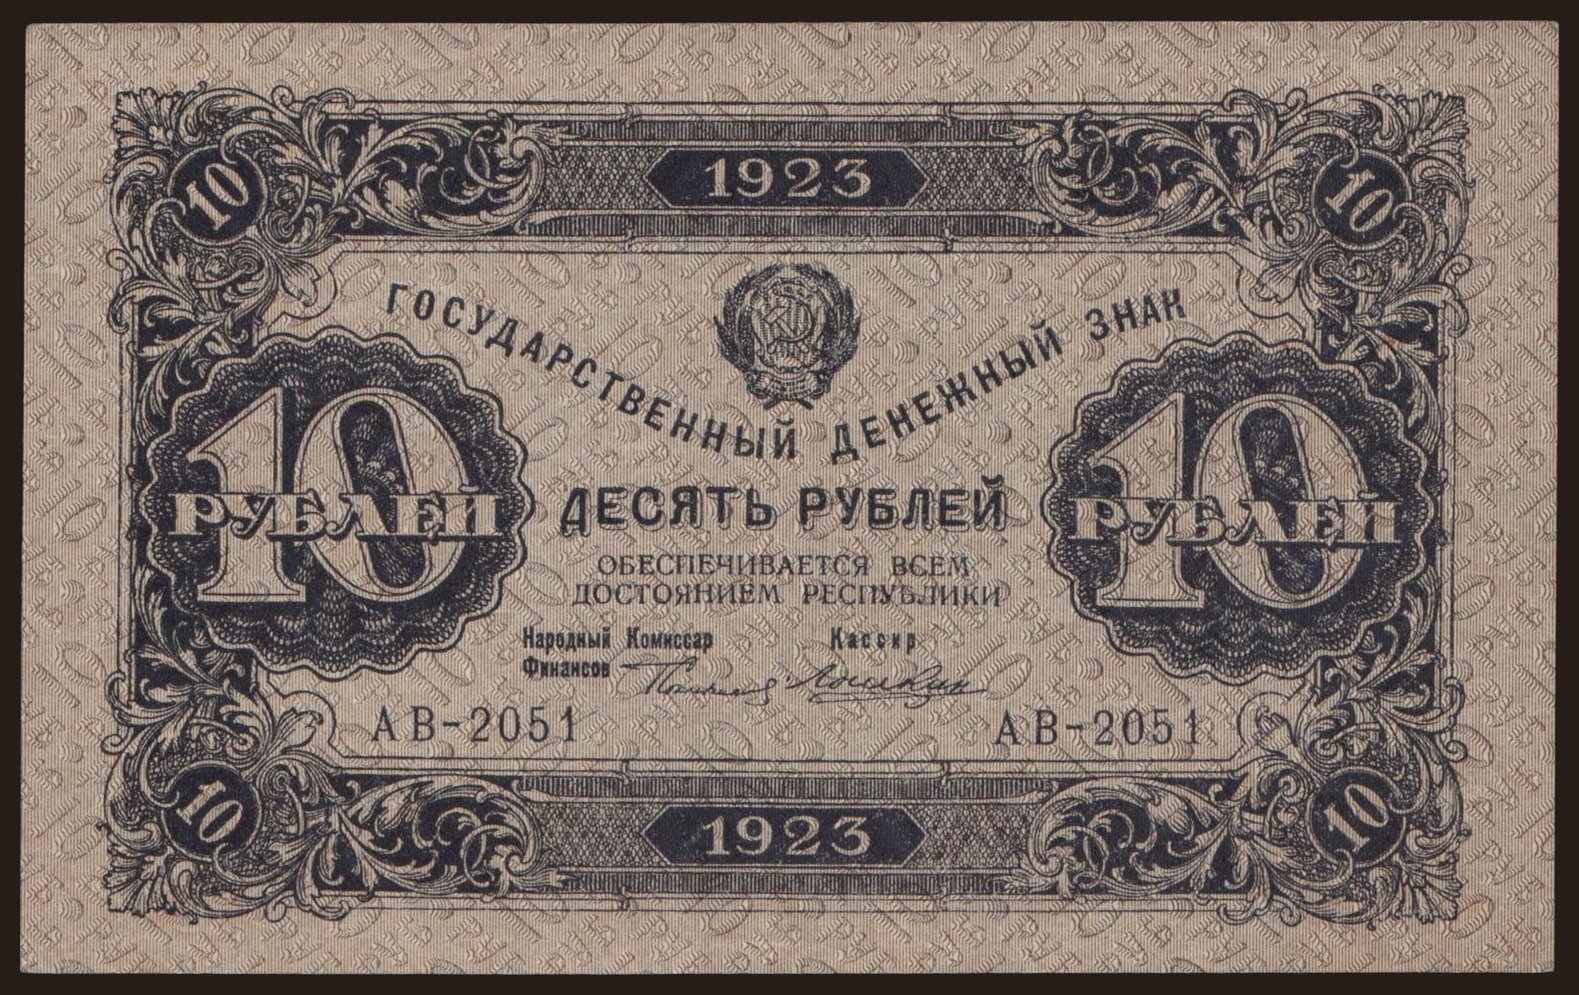 1923
10 10
ГОСУДАРСТВЕННЫЙ ДЕНЕЖНЫЙ ЗНАК
10 РУБЛЕЙ
10 РУБЛЕЙ
ДЕСЯТЬ РУБЛЕЙ
ОБЕСПЕЧИВАЕТСЯ ВСЕМ
ДОСТОЯНИЕМ РЕСПУБЛИКИ
Народный Комиссар
Финансов
Кассир
АВ-2051 АВ-2051
10 10
1923